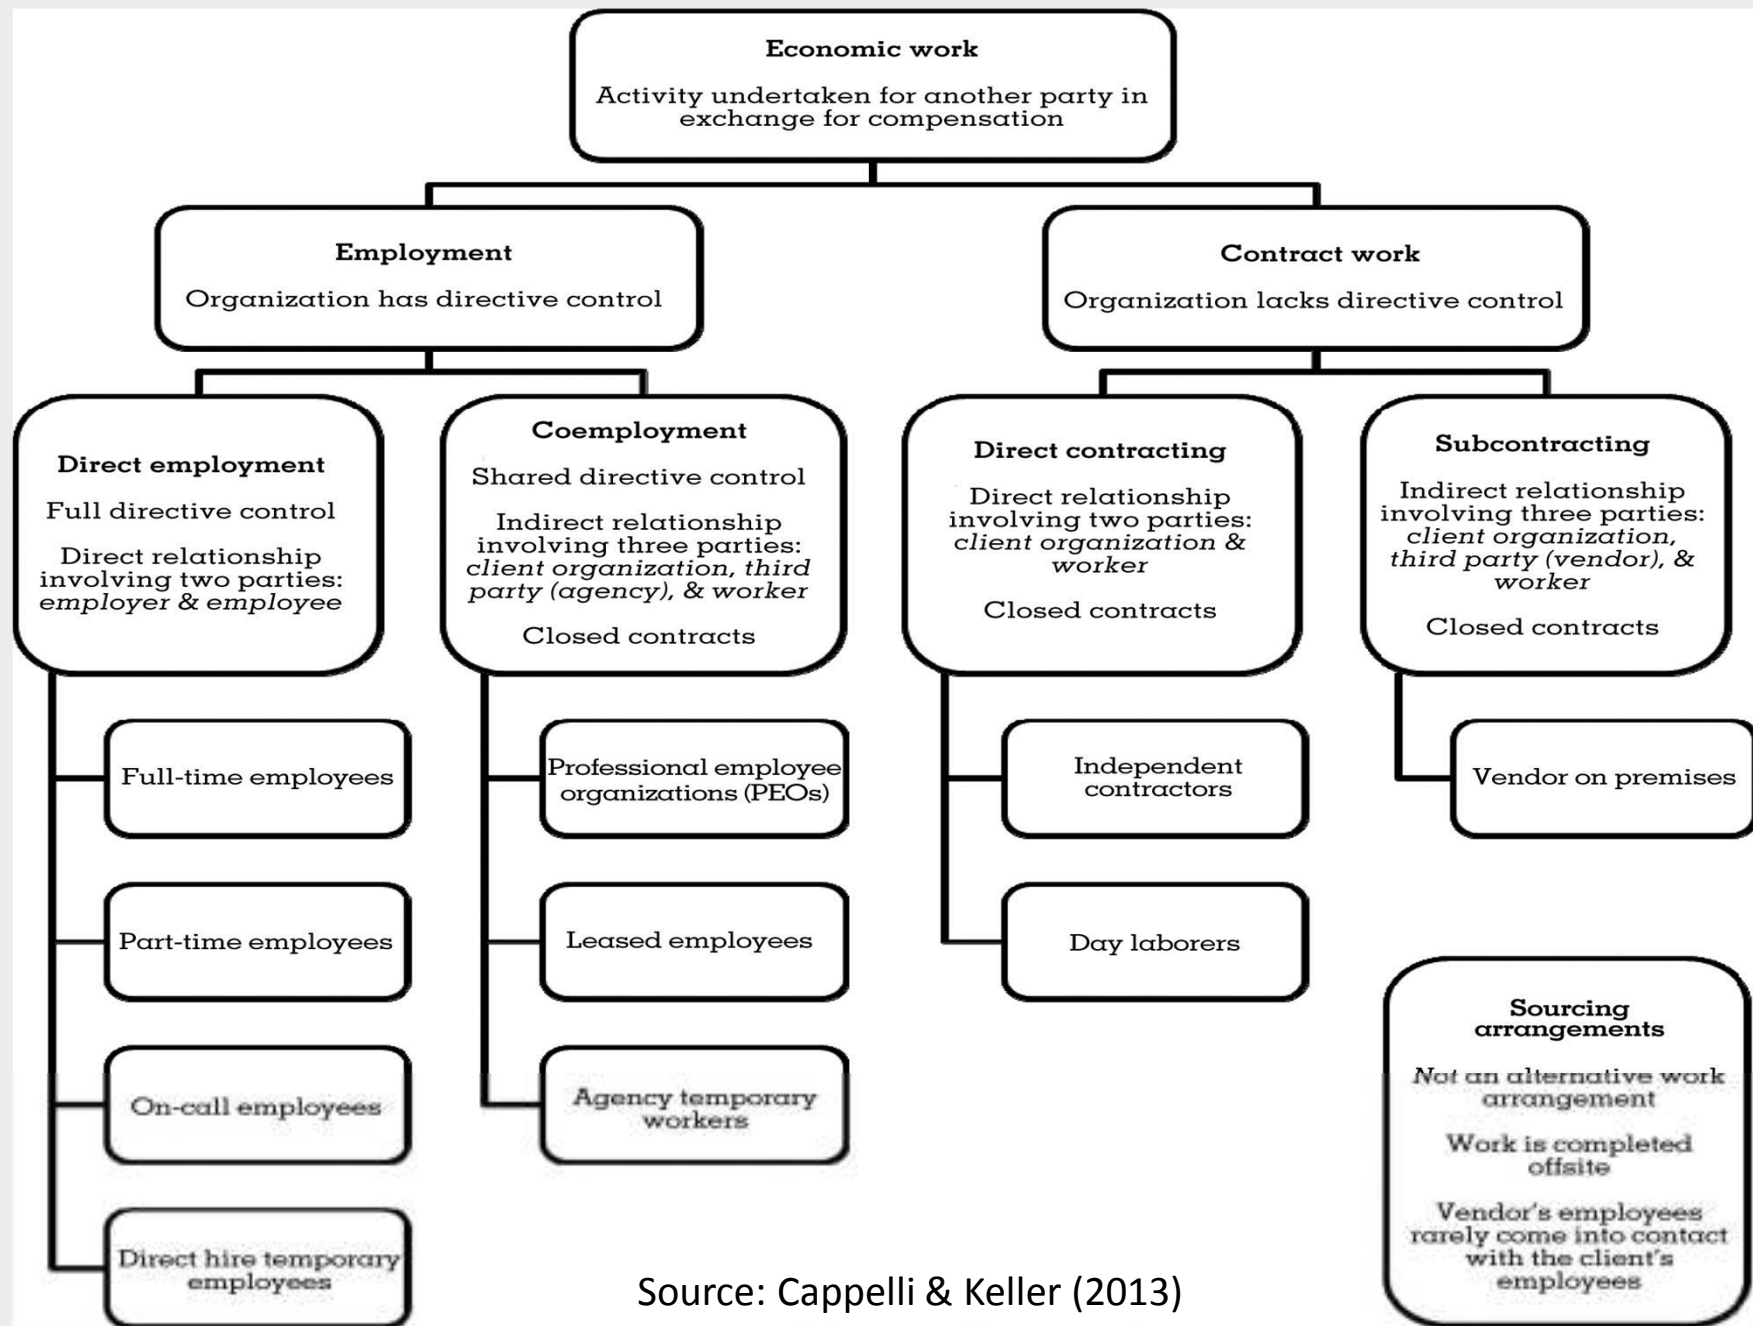 Economic work
Activity undertaken for another party in
exchange for compensation
Employment
Organization has directive control
Contract work
Organization lacks directive control
Direct employment
Full directive control
Direct relationship
involving two parties:
employer & employee
Coemployment
Shared directive control
Indirect relationship
involving three parties:
client organization, third
party (agency), & worker
Closed contracts
Direct contracting
Direct relationship
involving two parties:
client organization &
worker
Closed contracts
Subcontracting
Indirect relationship
involving three parties:
client organization,
third party (vendor), &
worker
Closed contracts
Full-time employees
Professional employee
organizations (PEOs)
Independent
contractors
Vendor on premises
Part-time employees
Leased employees
Day laborers
On-call employees
Agency temporary
workers
Direct hire temporary
employees
Sourcing
arrangements
Not an alternative work
arrangement
Work is completed
offsite
Vendor's employees
rarely come into contact
with the client's
employees
Source: Cappelli & Keller (2013)